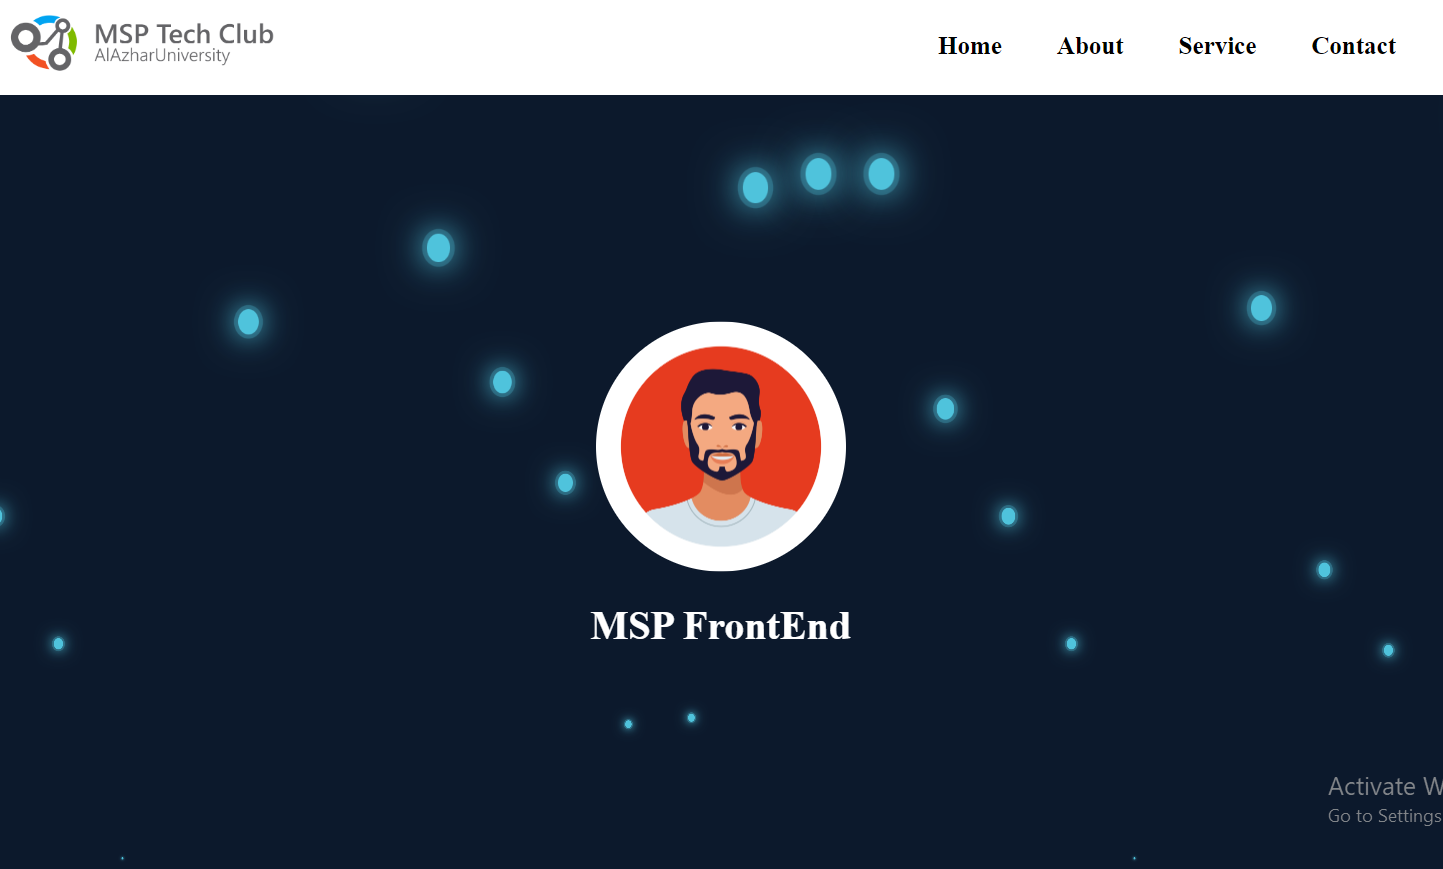 MSP Tech Club
AlAzharUniversity
Home About Service Contact
MSP FrontEnd
Activate W
Go to Settings